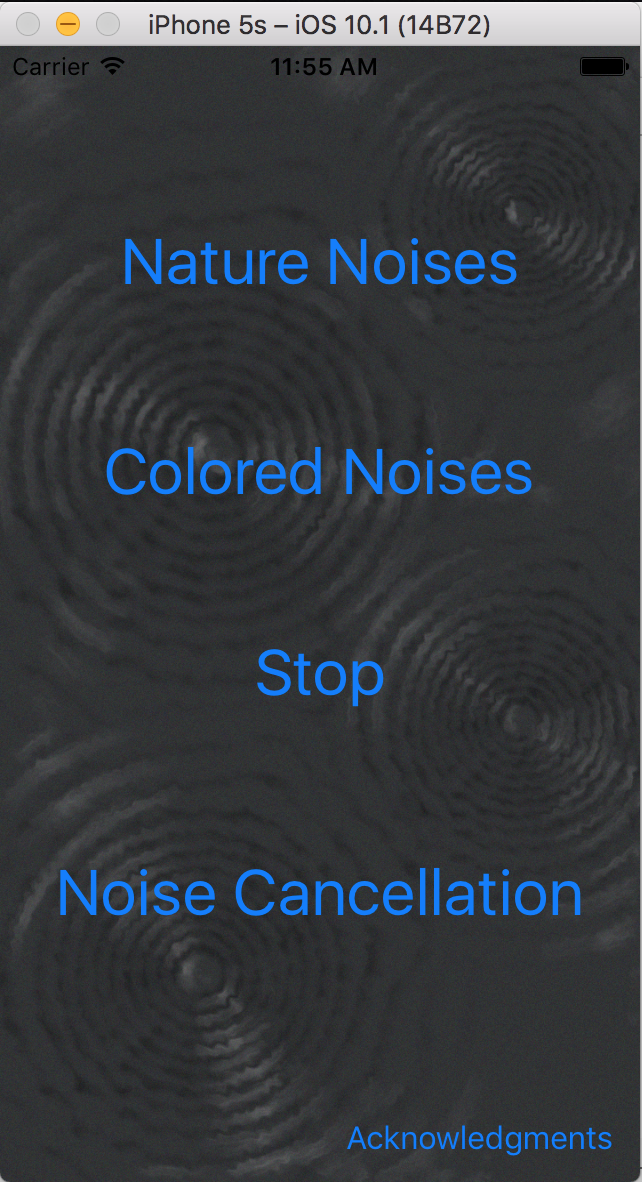 iPhone 5s – iOS 10.1 (14B72)
Carrier 11:55 AM
Nature Noises
Colored Noises
Stop
Noise Cancellation
Acknowledgments